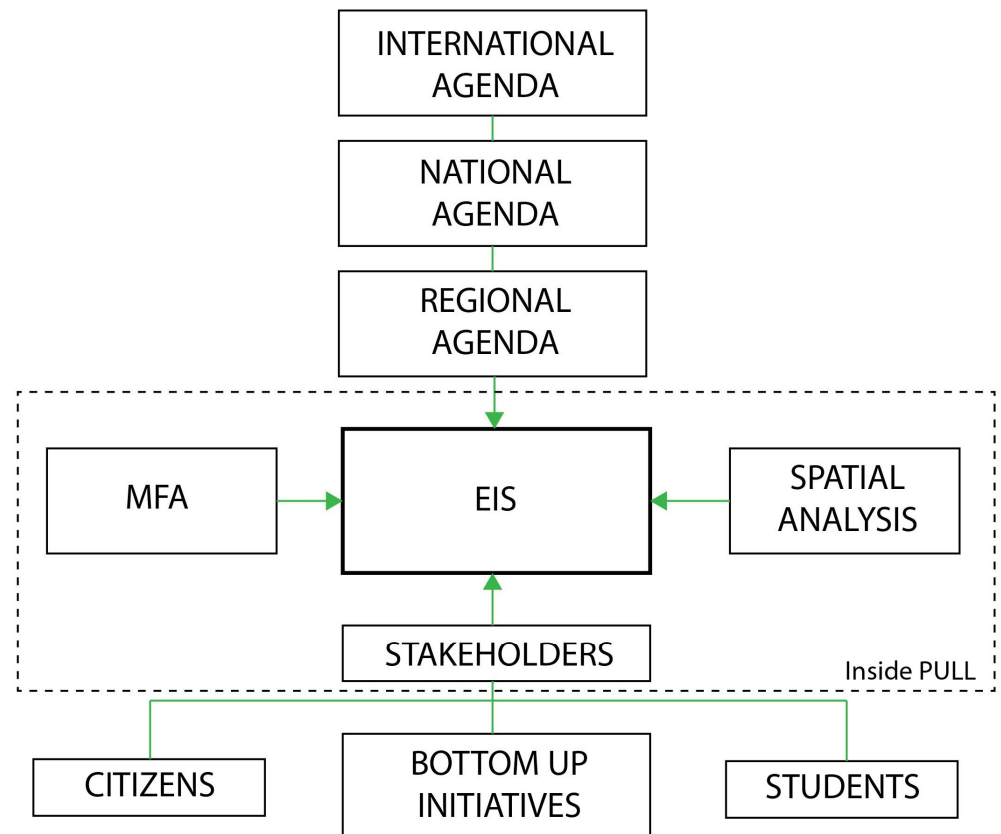 INTERNATIONAL
AGENDA
NATIONAL
AGENDA
REGIONAL
AGENDA
MFA
EIS
SPATIAL
ANALYSIS
STAKEHOLDERS
Inside PULL
CITIZENS
BOTTOM UP
INITIATIVES
STUDENTS